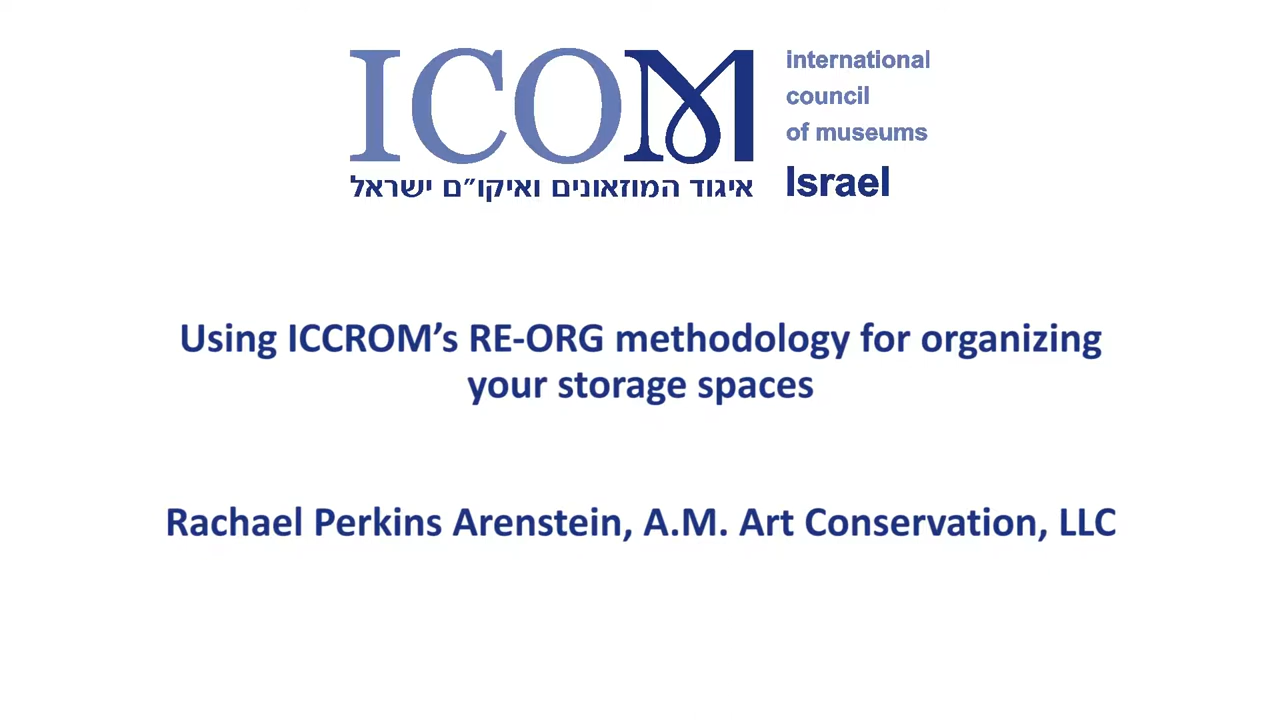 ICOM
international
council
of museums
Israel
איגוד המוזאונים ואיקו״ם ישראל
Using ICCROM’s RE-ORG methodology for organizing
your storage spaces
Rachael Perkins Arenstein, A.M. Art Conservation, LLC